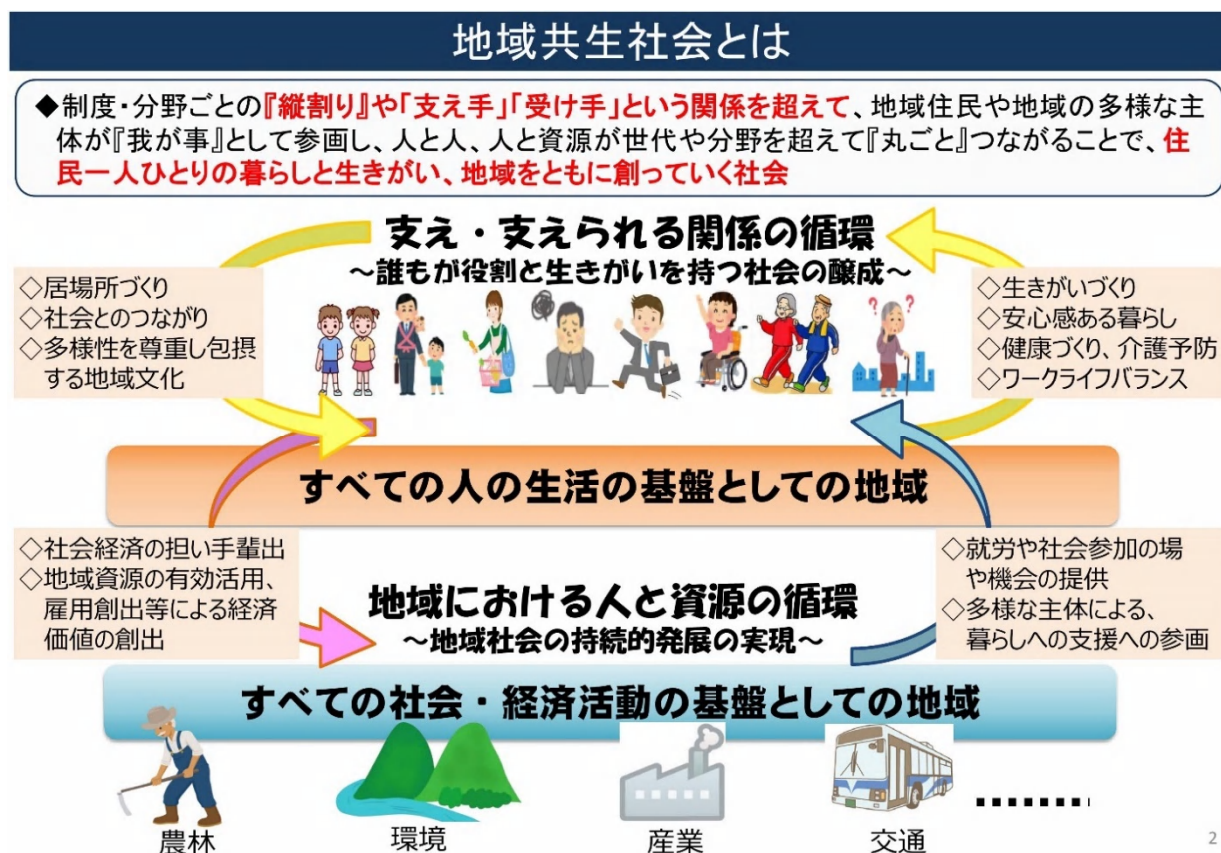 地域共生社会とは
◆制度・分野ごとの『縦割り』や「支え手」「受け手」という関係を超えて、地域住民や地域の多様な主
体が『我が事』として参画し、人と人、人と資源が世代や分野を超えて『丸ごと』つながることで、住
民一人ひとりの暮らしと生きがい、地域をともに創っていく社会
支え・支えられる関係の循環
~誰もが役割と生きがいを持つ社会の醸成~
◇居場所づくり
◇社会とのつながり
◇多様性を尊重し包摂
する地域文化
◇生きがいづくり
◇安心感ある暮らし
◇健康づくり、介護予防
◇ワークライフバランス
? ?
すべての人の生活の基盤としての地域
◇社会経済の担い手輩出
◇地域資源の有効活用、
雇用創出等による経済
価値の創出
地域における人と資源の循環
~地域社会の持続的発展の実現~
◇就労や社会参加の場
や機会の提供
◇多様な主体による、
暮らしへの支援への参画
すべての社会・経済活動の基盤としての地域
農林
環境
産業
交通
………
2